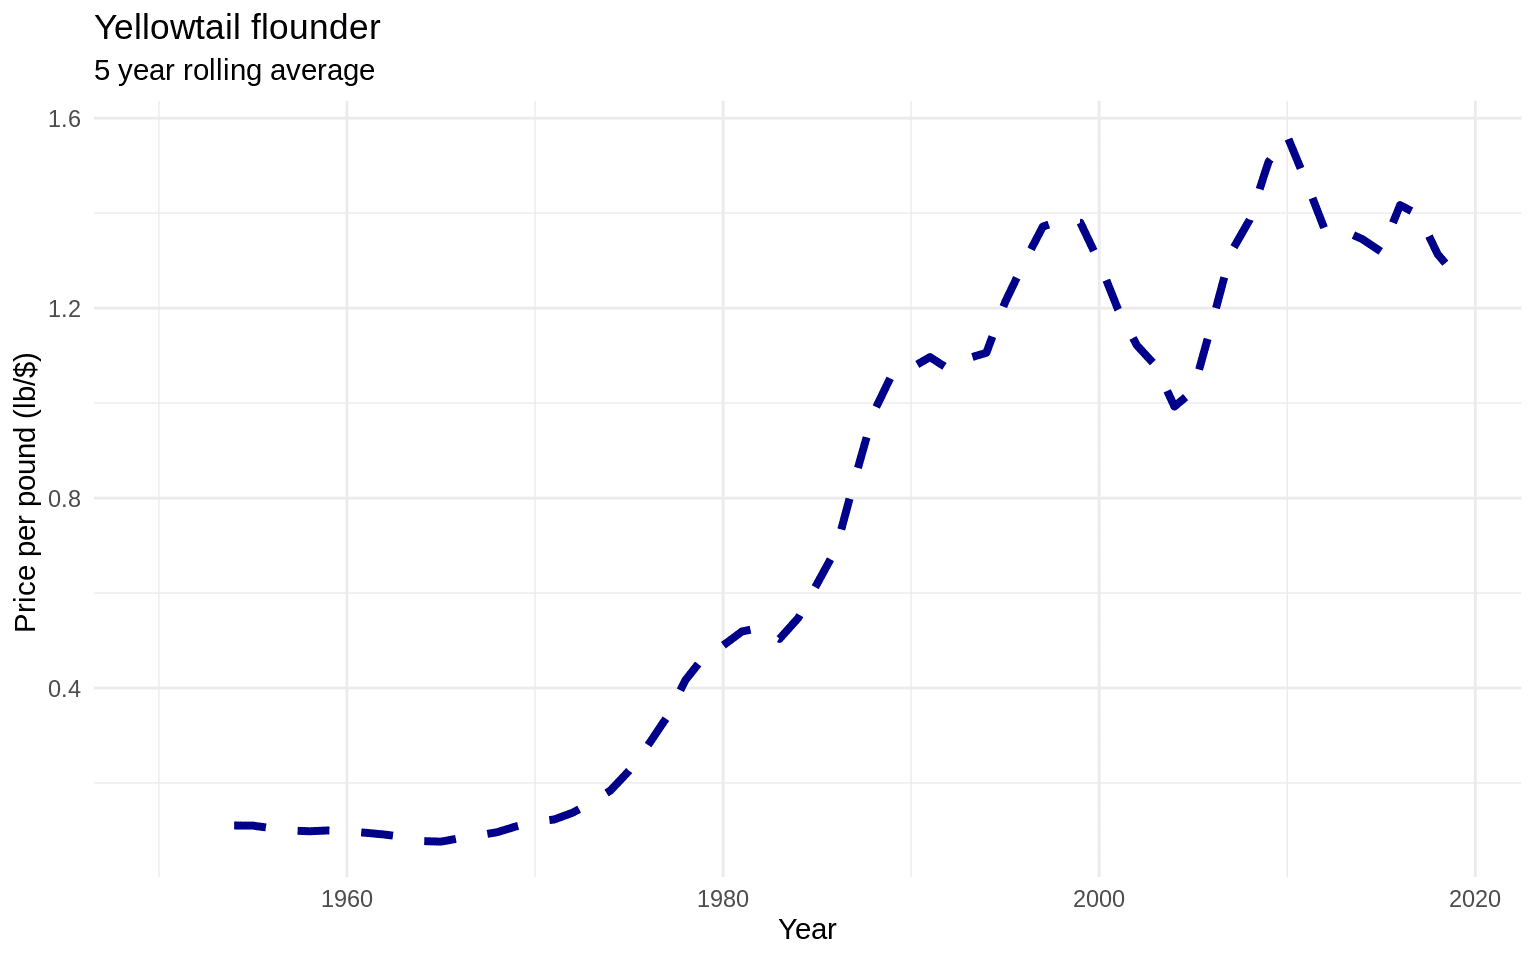 Yellowtail flounder
5 year rolling average
Price per pound (lb/$)
1.6
1.2
0.8
0.4
1960
1980
2000
2020
Year